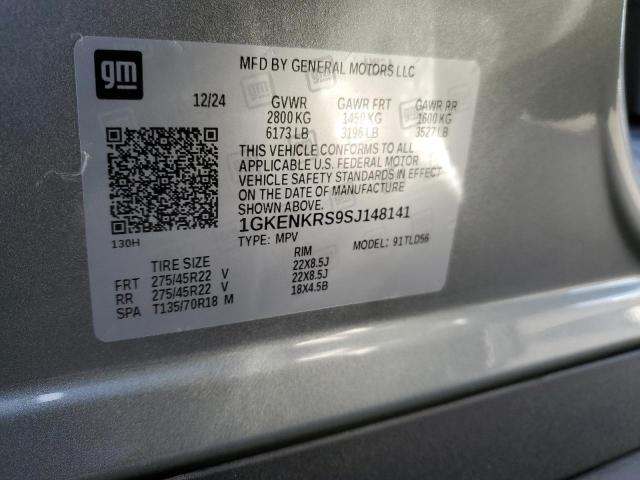 gm
MFD BY GENERAL MOTORS LLC
12/24 GVWR GAWR FRT GAWR RR
2800 KG 1450 KG 1600 KG
6173 LB 3196 LB 3527 LB
THIS VEHICLE CONFORMS TO ALL
APPLICABLE U.S. FEDERAL MOTOR
VEHICLE SAFETY STANDARDS IN EFFECT
ON THE DATE OF MANUFACTURE
SHOWN ABOVE.
1GKENKRS9SJ148141
130H TYPE: MPV MODEL: 91TLD56
TIRE SIZE RIM
FRT 275/45R22 V 22X8.5J
RR 275/45R22 V 22X8.5J
SPA T135/70R18 M 18X4.5B